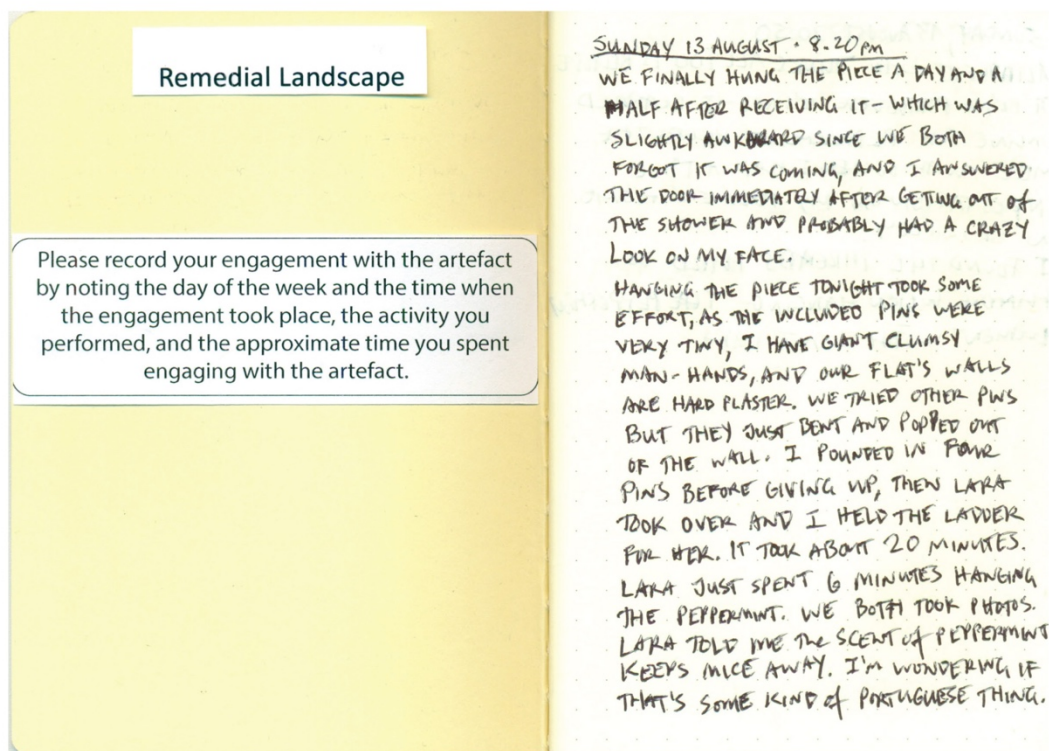 Remedial Landscape
Please record your engagement with the artefact
by noting the day of the week and the time when
the engagement took place, the activity you
performed, and the approximate time you spent
engaging with the artefact.
SUNDAY 13 AUGUST · 8.20PM
WE FINALLY HUNG THE PIECE A DAY AND A
HALF AFTER RECEIVING IT – WHICH WAS
SLIGHTLY AWKWARD SINCE WE BOTH
FORGOT IT WAS COMING, AND I ANSWERED
THE DOOR IMMEDIATELY AFTER GETTING OUT OF
THE SHOWER AND PROBABLY HAD A CRAZY
LOOK ON MY FACE.
HANGING THE PIECE TONIGHT TOOK SOME
EFFORT, AS THE INCLUDED PINS WERE
VERY TINY, I HAVE GIANT CLUMSY
MAN-HANDS, AND OUR FLAT'S WALLS
ARE HARD PLASTER. WE TRIED OTHER PINS
BUT THEY JUST BENT AND POPPED OUT
OF THE WALL. I POUNDED IN FOUR
PINS BEFORE GIVING UP, THEN LARA
TOOK OVER AND I HELD THE LADDER
FOR HER. IT TOOK ABOUT 20 MINUTES.
LARA JUST SPENT 6 MINUTES HANGING
THE PEPPERMINT. WE BOTH TOOK PHOTOS.
LARA TOLD ME THE SCENT OF PEPPERMINT
KEEPS MICE AWAY. I'M WONDERING IF
THAT'S SOME KIND OF PORTUGUESE THING.